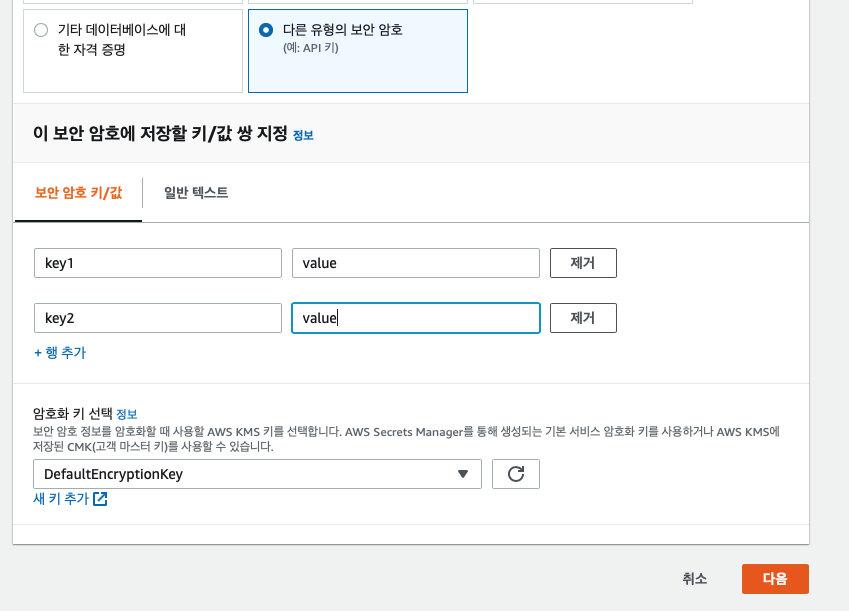 기타 데이터베이스에 대
한 자격 증명
다른 유형의 보안 암호
(예: API 키)
이 보안 암호에 저장할 키/값 쌍 지정 정보
보안 암호 키/값
일반 텍스트
key1
value
제거
key2
value
제거
+ 행 추가
암호화 키 선택 정보
보안 암호 정보를 암호화할 때 사용할 AWS KMS 키를 선택합니다. AWS Secrets Manager를 통해 생성되는 기본 서비스 암호화 키를 사용하거나 AWS KMS에
저장된 CMK(고객 마스터 키)를 사용할 수 있습니다.
DefaultEncryptionKey
새 키 추가
취소
다음